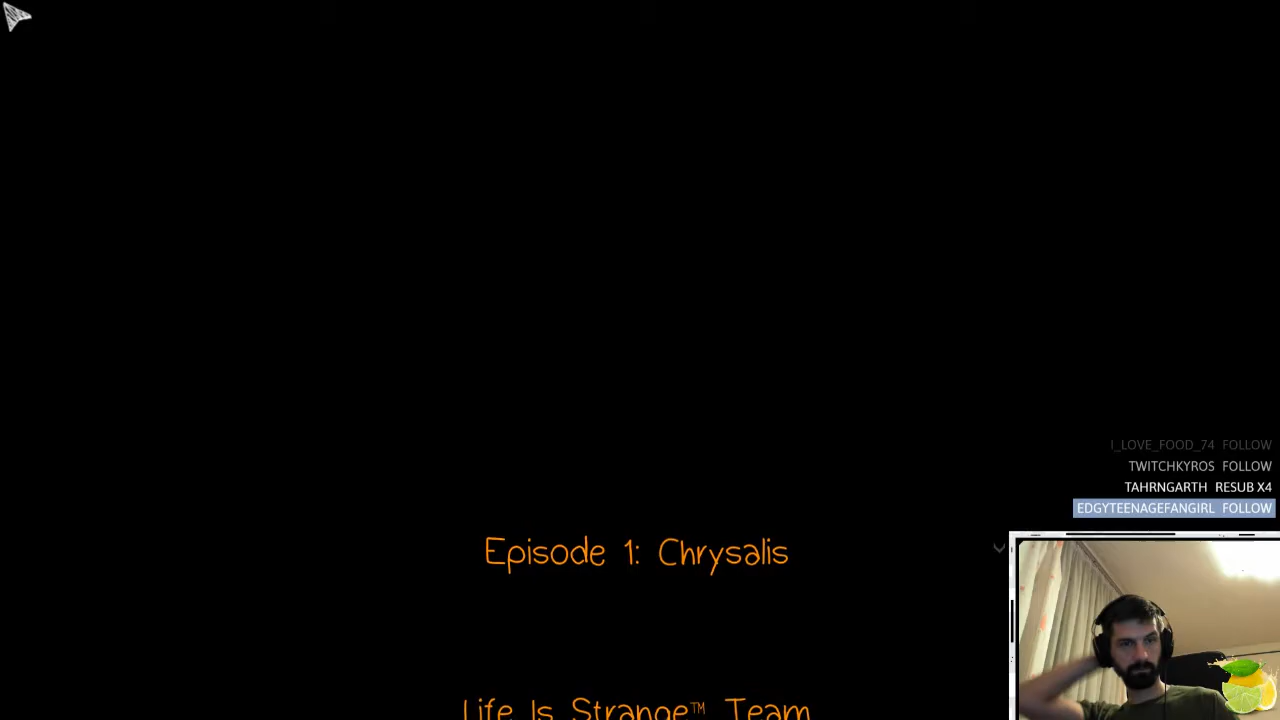 I_LOVE_FOOD_74 FOLLOW
TWITCHKYROS FOLLOW
TAHRNGARTH RESUB X4
EDGYTEENAGEFANGIRL FOLLOW
Episode 1: Chrysalis
Life Is Strange™ Team